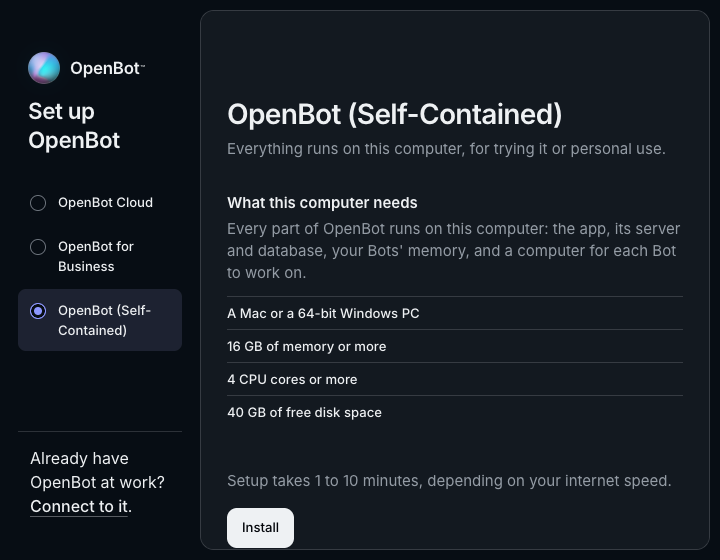 OpenBot™
Set up
OpenBot
OpenBot Cloud
OpenBot for
Business
OpenBot (Self-
Contained)
Already have
OpenBot at work?
Connect to it.
OpenBot (Self-Contained)
Everything runs on this computer, for trying it or personal use.
What this computer needs
Every part of OpenBot runs on this computer: the app, its server
and database, your Bots' memory, and a computer for each Bot
to work on.
A Mac or a 64-bit Windows PC
16 GB of memory or more
4 CPU cores or more
40 GB of free disk space
Setup takes 1 to 10 minutes, depending on your internet speed.
Install